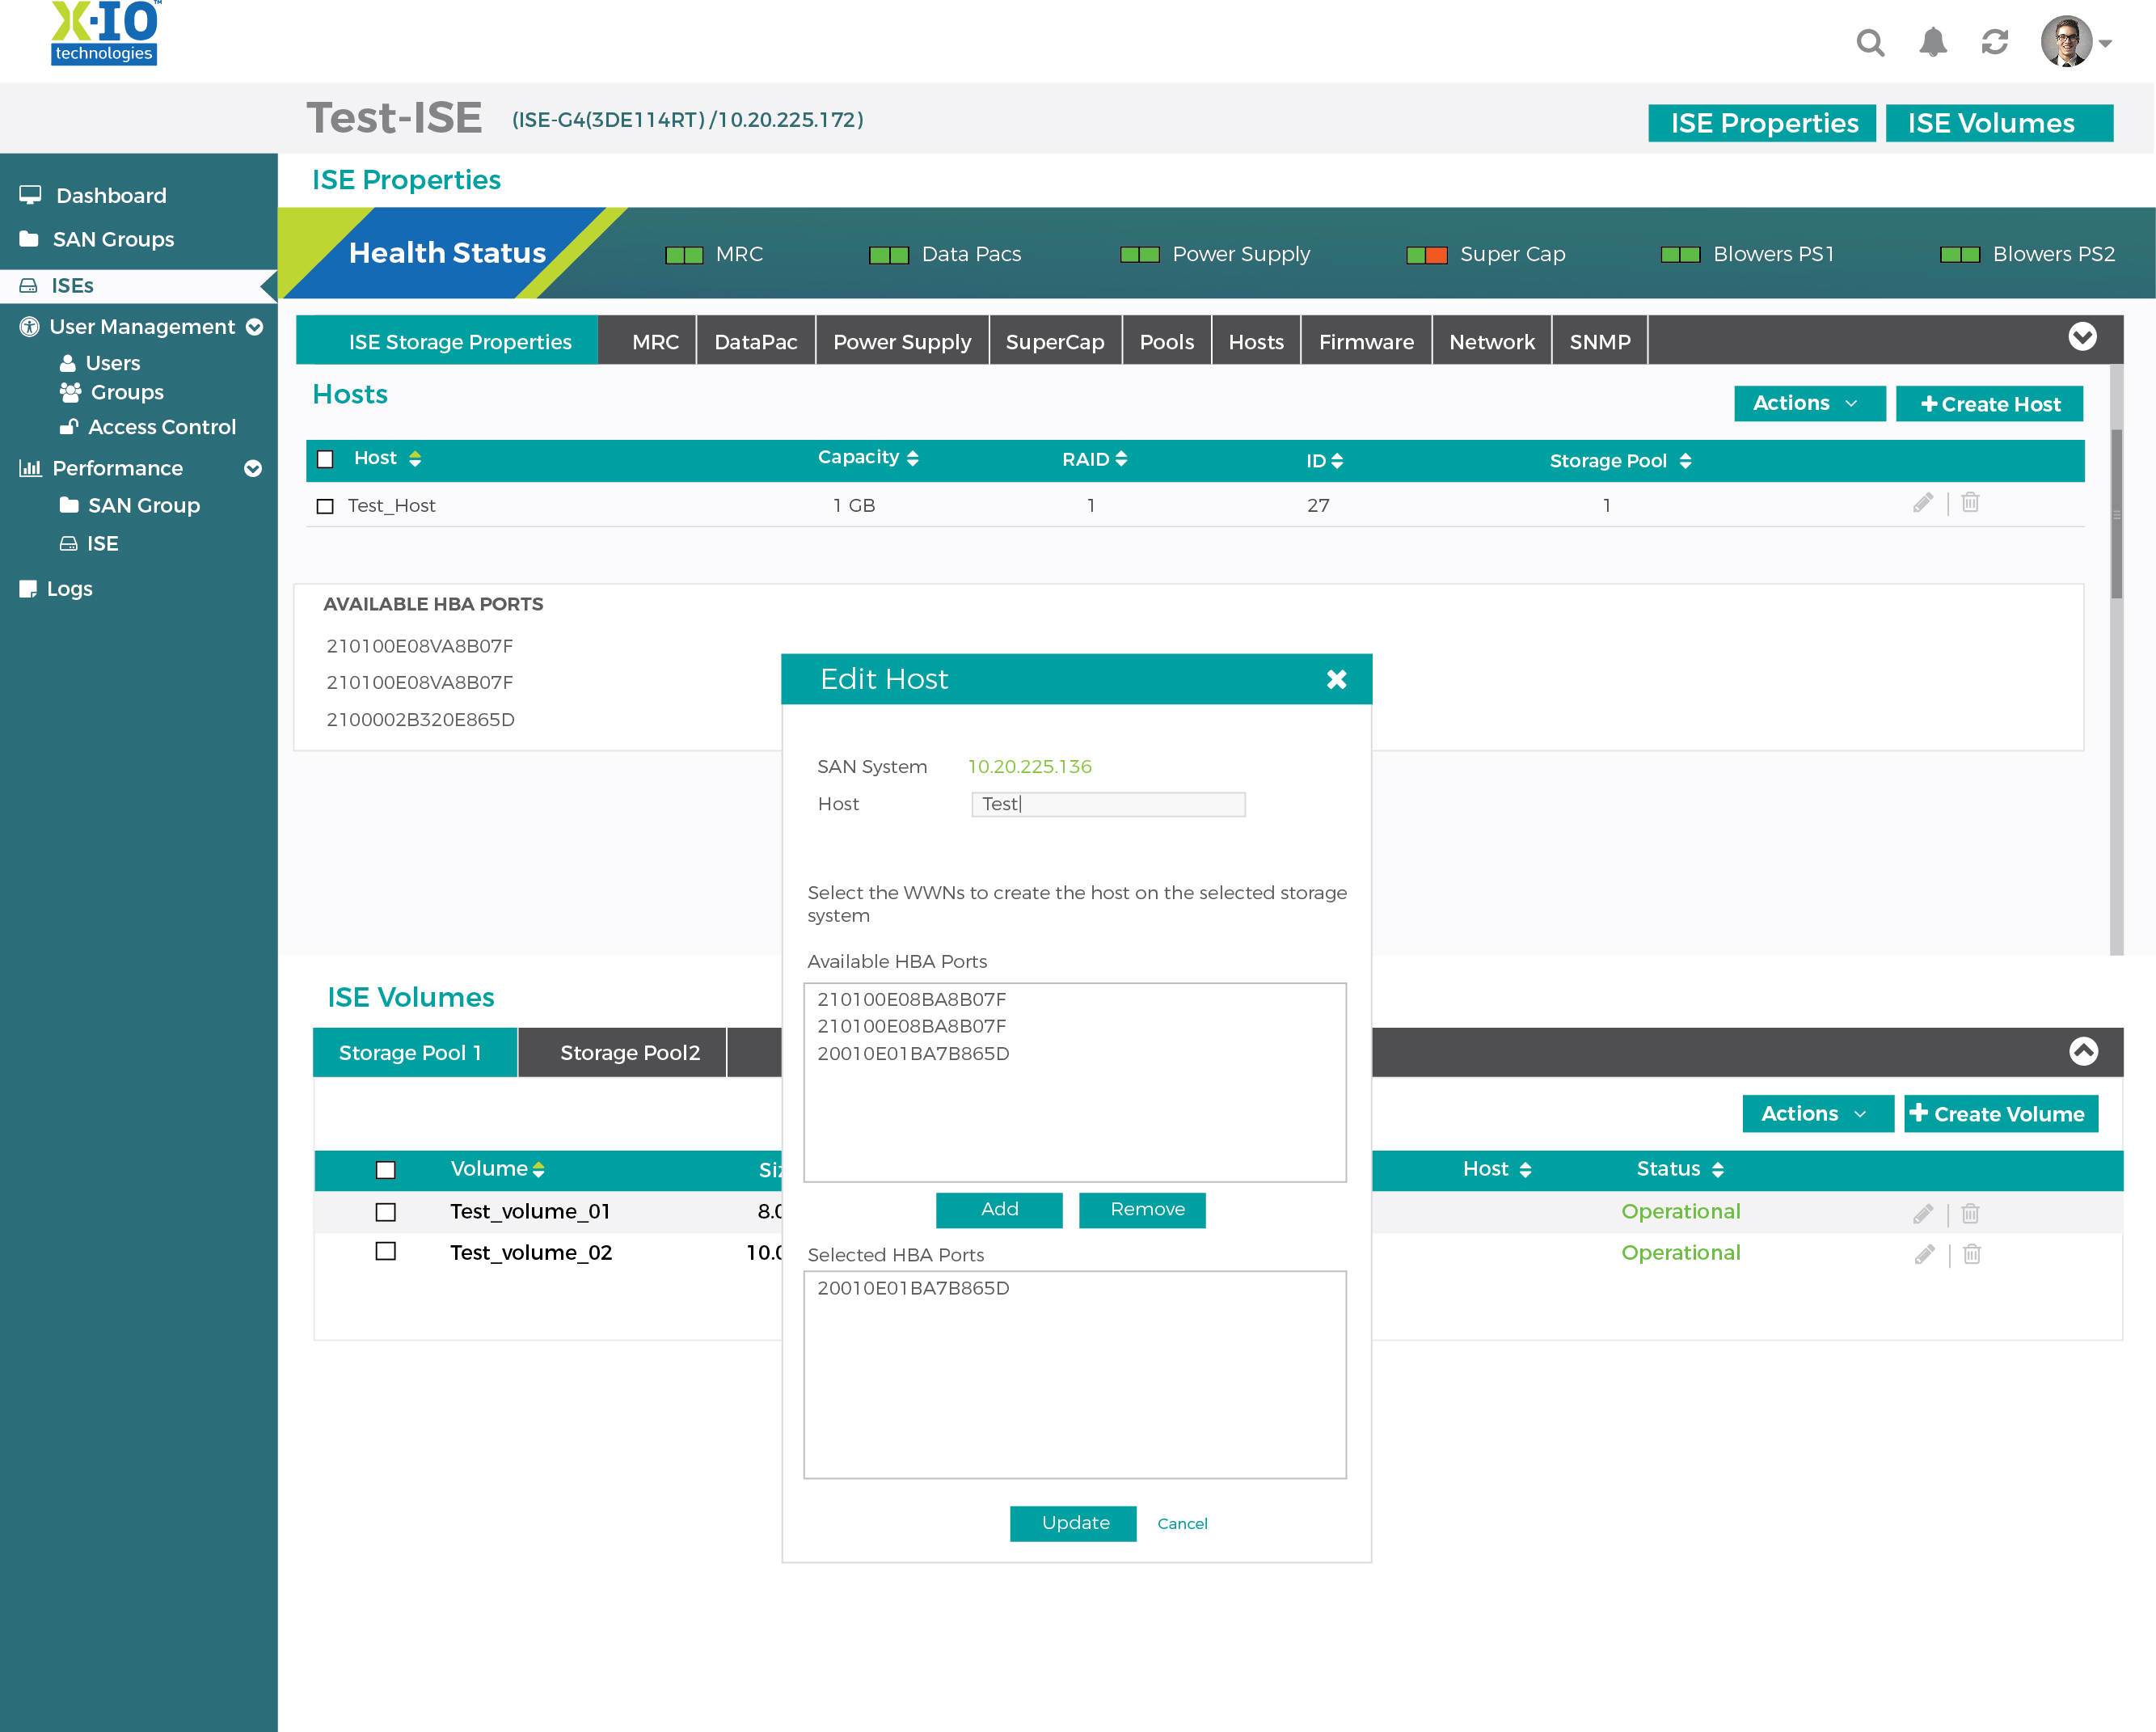 X·IO™
technologies
Test-ISE (ISE-G4(3DE114RT) /10.20.225.172)
ISE Properties ISE Volumes
Dashboard
SAN Groups
ISEs
User Management
Users
Groups
Access Control
Performance
SAN Group
ISE
Logs
ISE Properties
Health Status MRC Data Pacs Power Supply Super Cap Blowers PS1 Blowers PS2
ISE Storage Properties MRC DataPac Power Supply SuperCap Pools Hosts Firmware Network SNMP
Hosts
Actions Create Host
Host Capacity RAID ID Storage Pool
Test_Host 1 GB 1 27 1
AVAILABLE HBA PORTS
210100E08VA8B07F
210100E08VA8B07F
2100002B320E865D
Edit Host
SAN System 10.20.225.136
Host Test
Select the WWNs to create the host on the selected storage
system
Available HBA Ports
210100E08BA8B07F
210100E08BA8B07F
20010E01BA7B865D
Add Remove
Selected HBA Ports
20010E01BA7B865D
Update Cancel
ISE Volumes
Storage Pool 1 Storage Pool2
Actions Create Volume
Volume Host Status
Test_volume_01 Operational
Test_volume_02 Operational